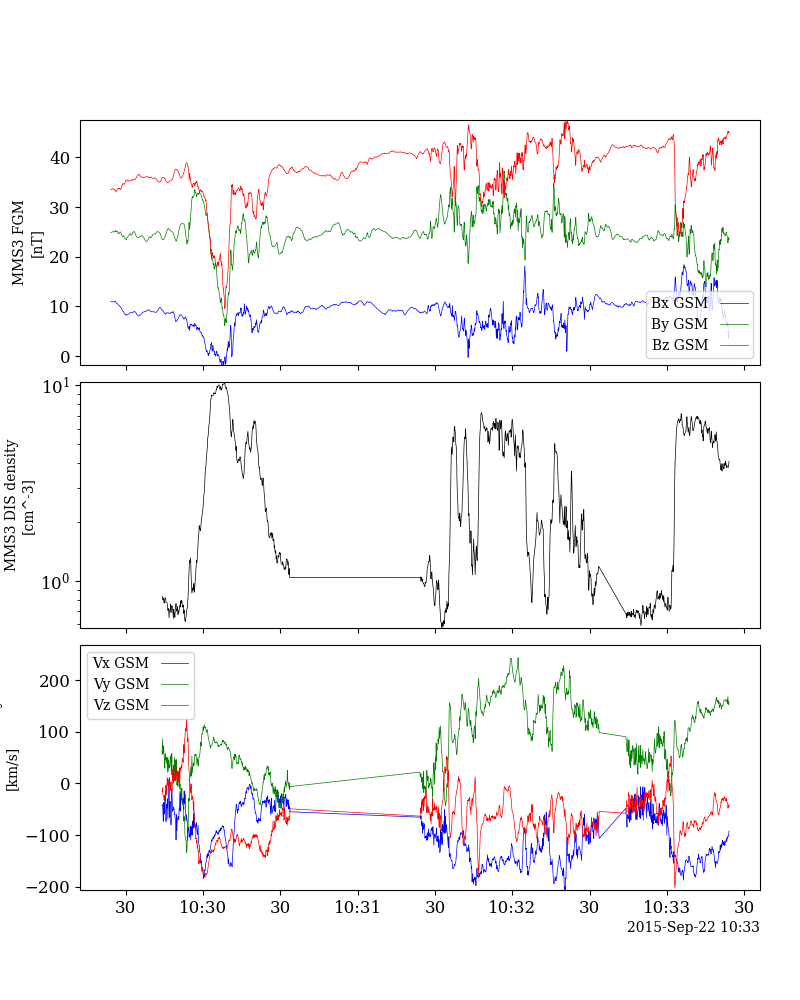 MMS3 FGM
[nT]
40
30
20
10
0
Bx GSM
By GSM
Bz GSM
MMS3 DIS density
[cm^-3]
10^1
10^0
[km/s]
Vx GSM
Vy GSM
Vz GSM
200
100
0
−100
−200
30 10:30 30 10:31 30 10:32 30 10:33 30
2015-Sep-22 10:33